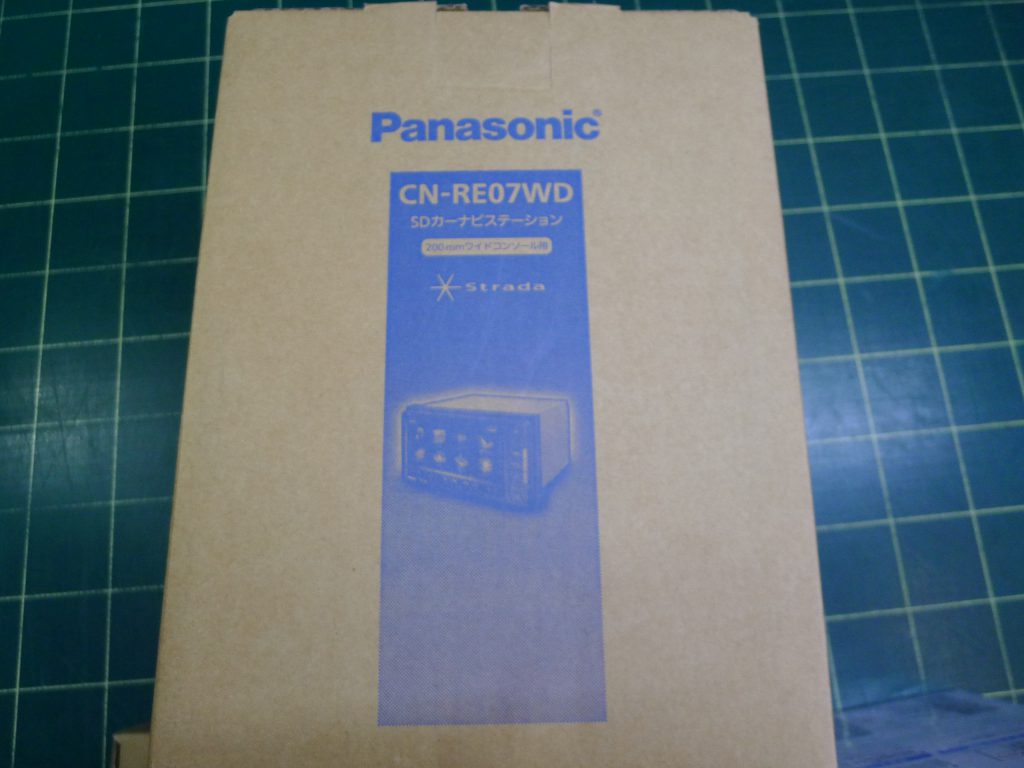 Panasonic®
CN-RE07WD
SDカーナビステーション
200mmワイドコンソール用
Strada